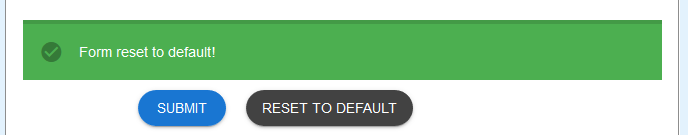 Form reset to default!
SUBMIT
RESET TO DEFAULT